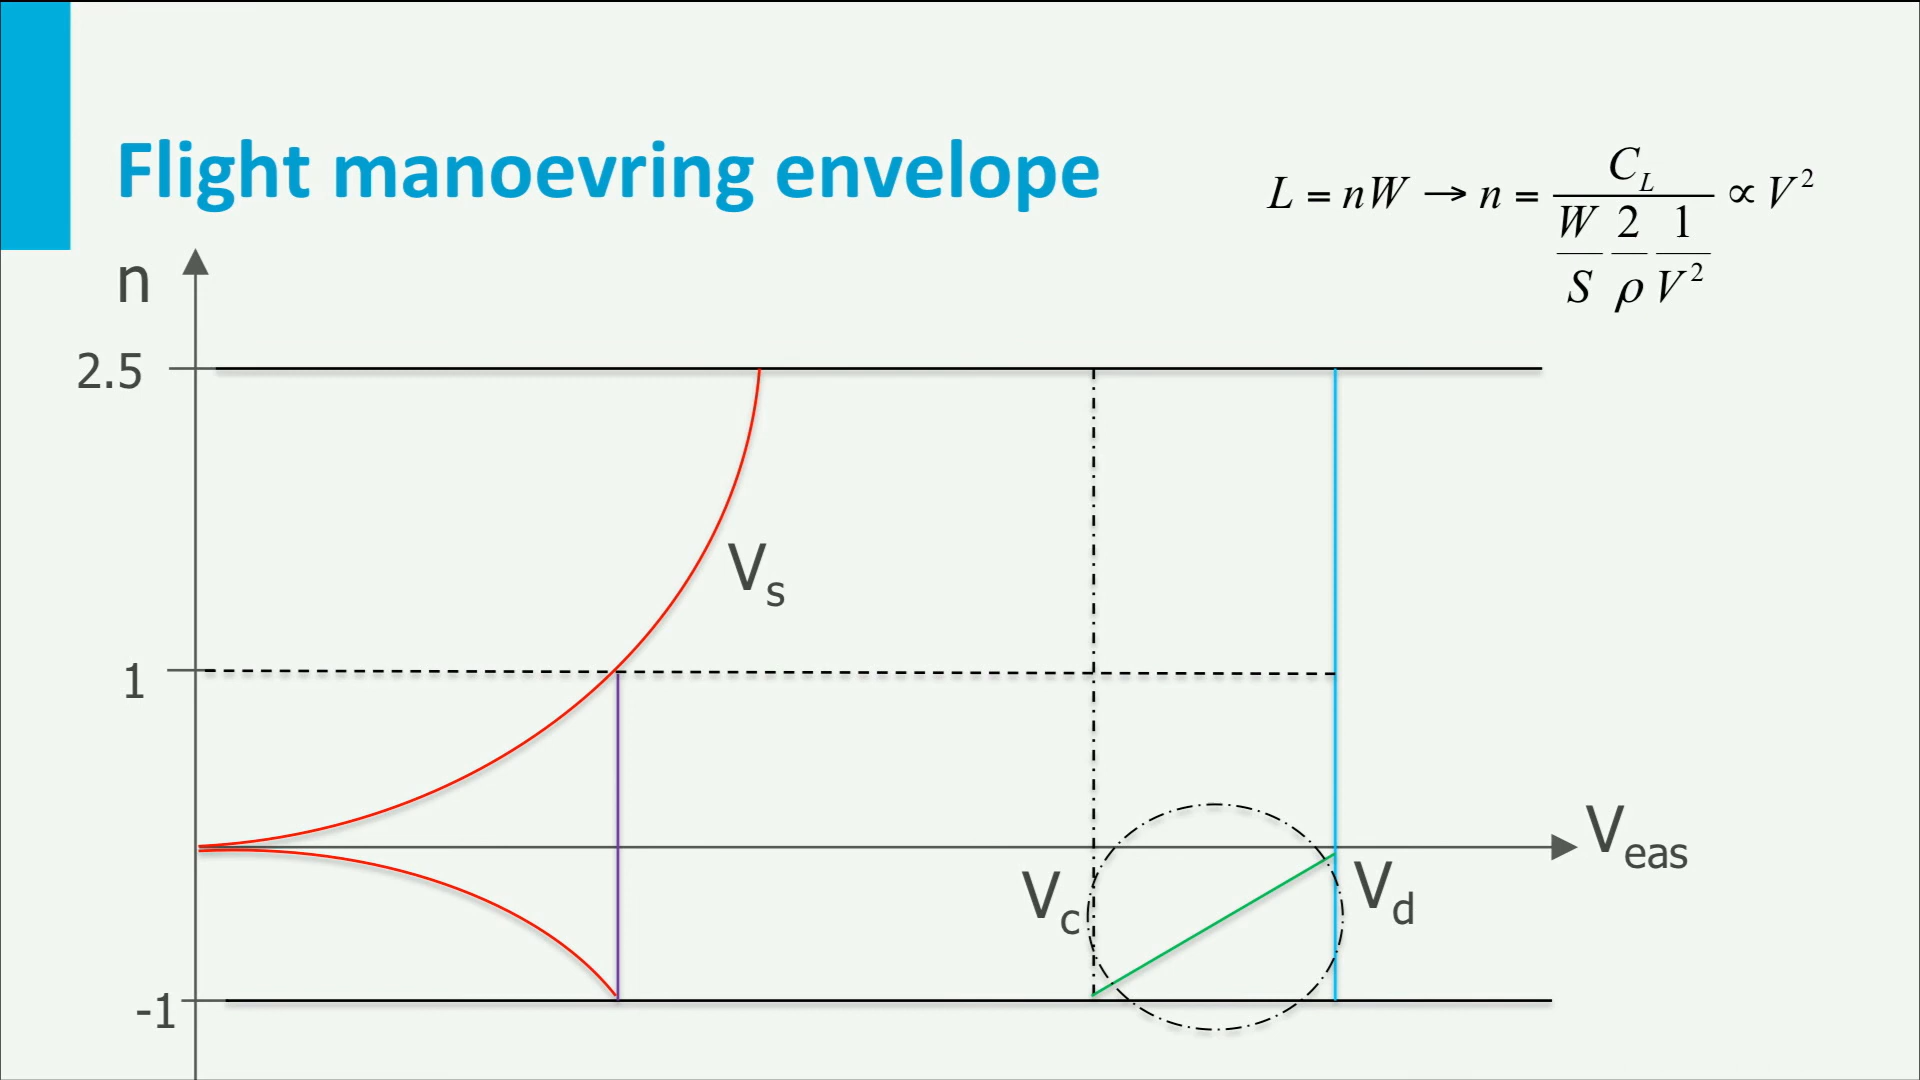 Flight manoevring envelope
L = nW → n = C_L / (W/S 2/ρ 1/V²) ∝ V²
n
2.5
V_s
1
V_eas
V_c
V_d
-1